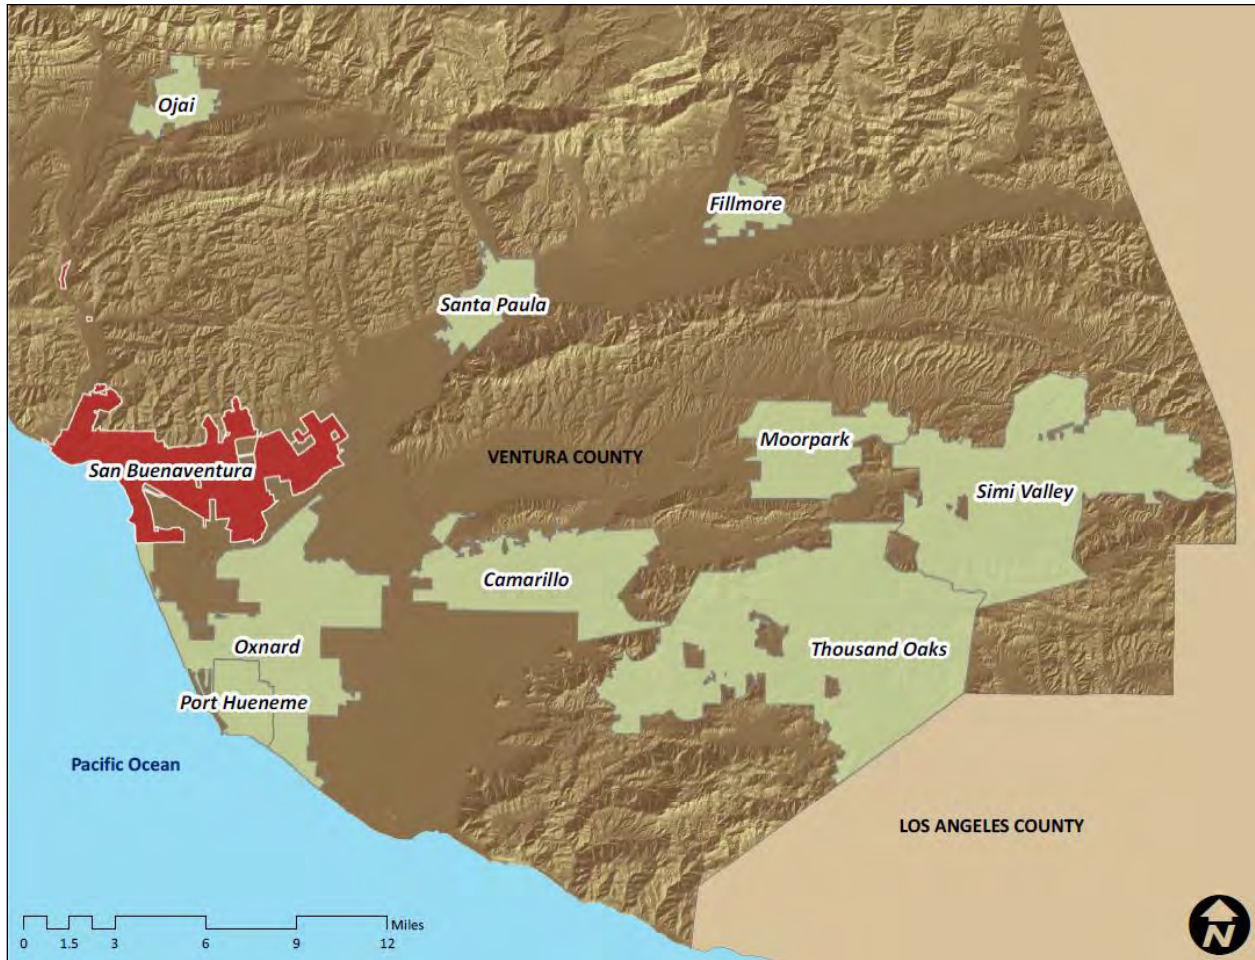 Ojai
Fillmore
Santa Paula
Moorpark
VENTURA COUNTY
San Buenaventura
Simi Valley
Camarillo
Oxnard
Thousand Oaks
Port Hueneme
Pacific Ocean
LOS ANGELES COUNTY
Miles
0 1.5 3 6 9 12
N